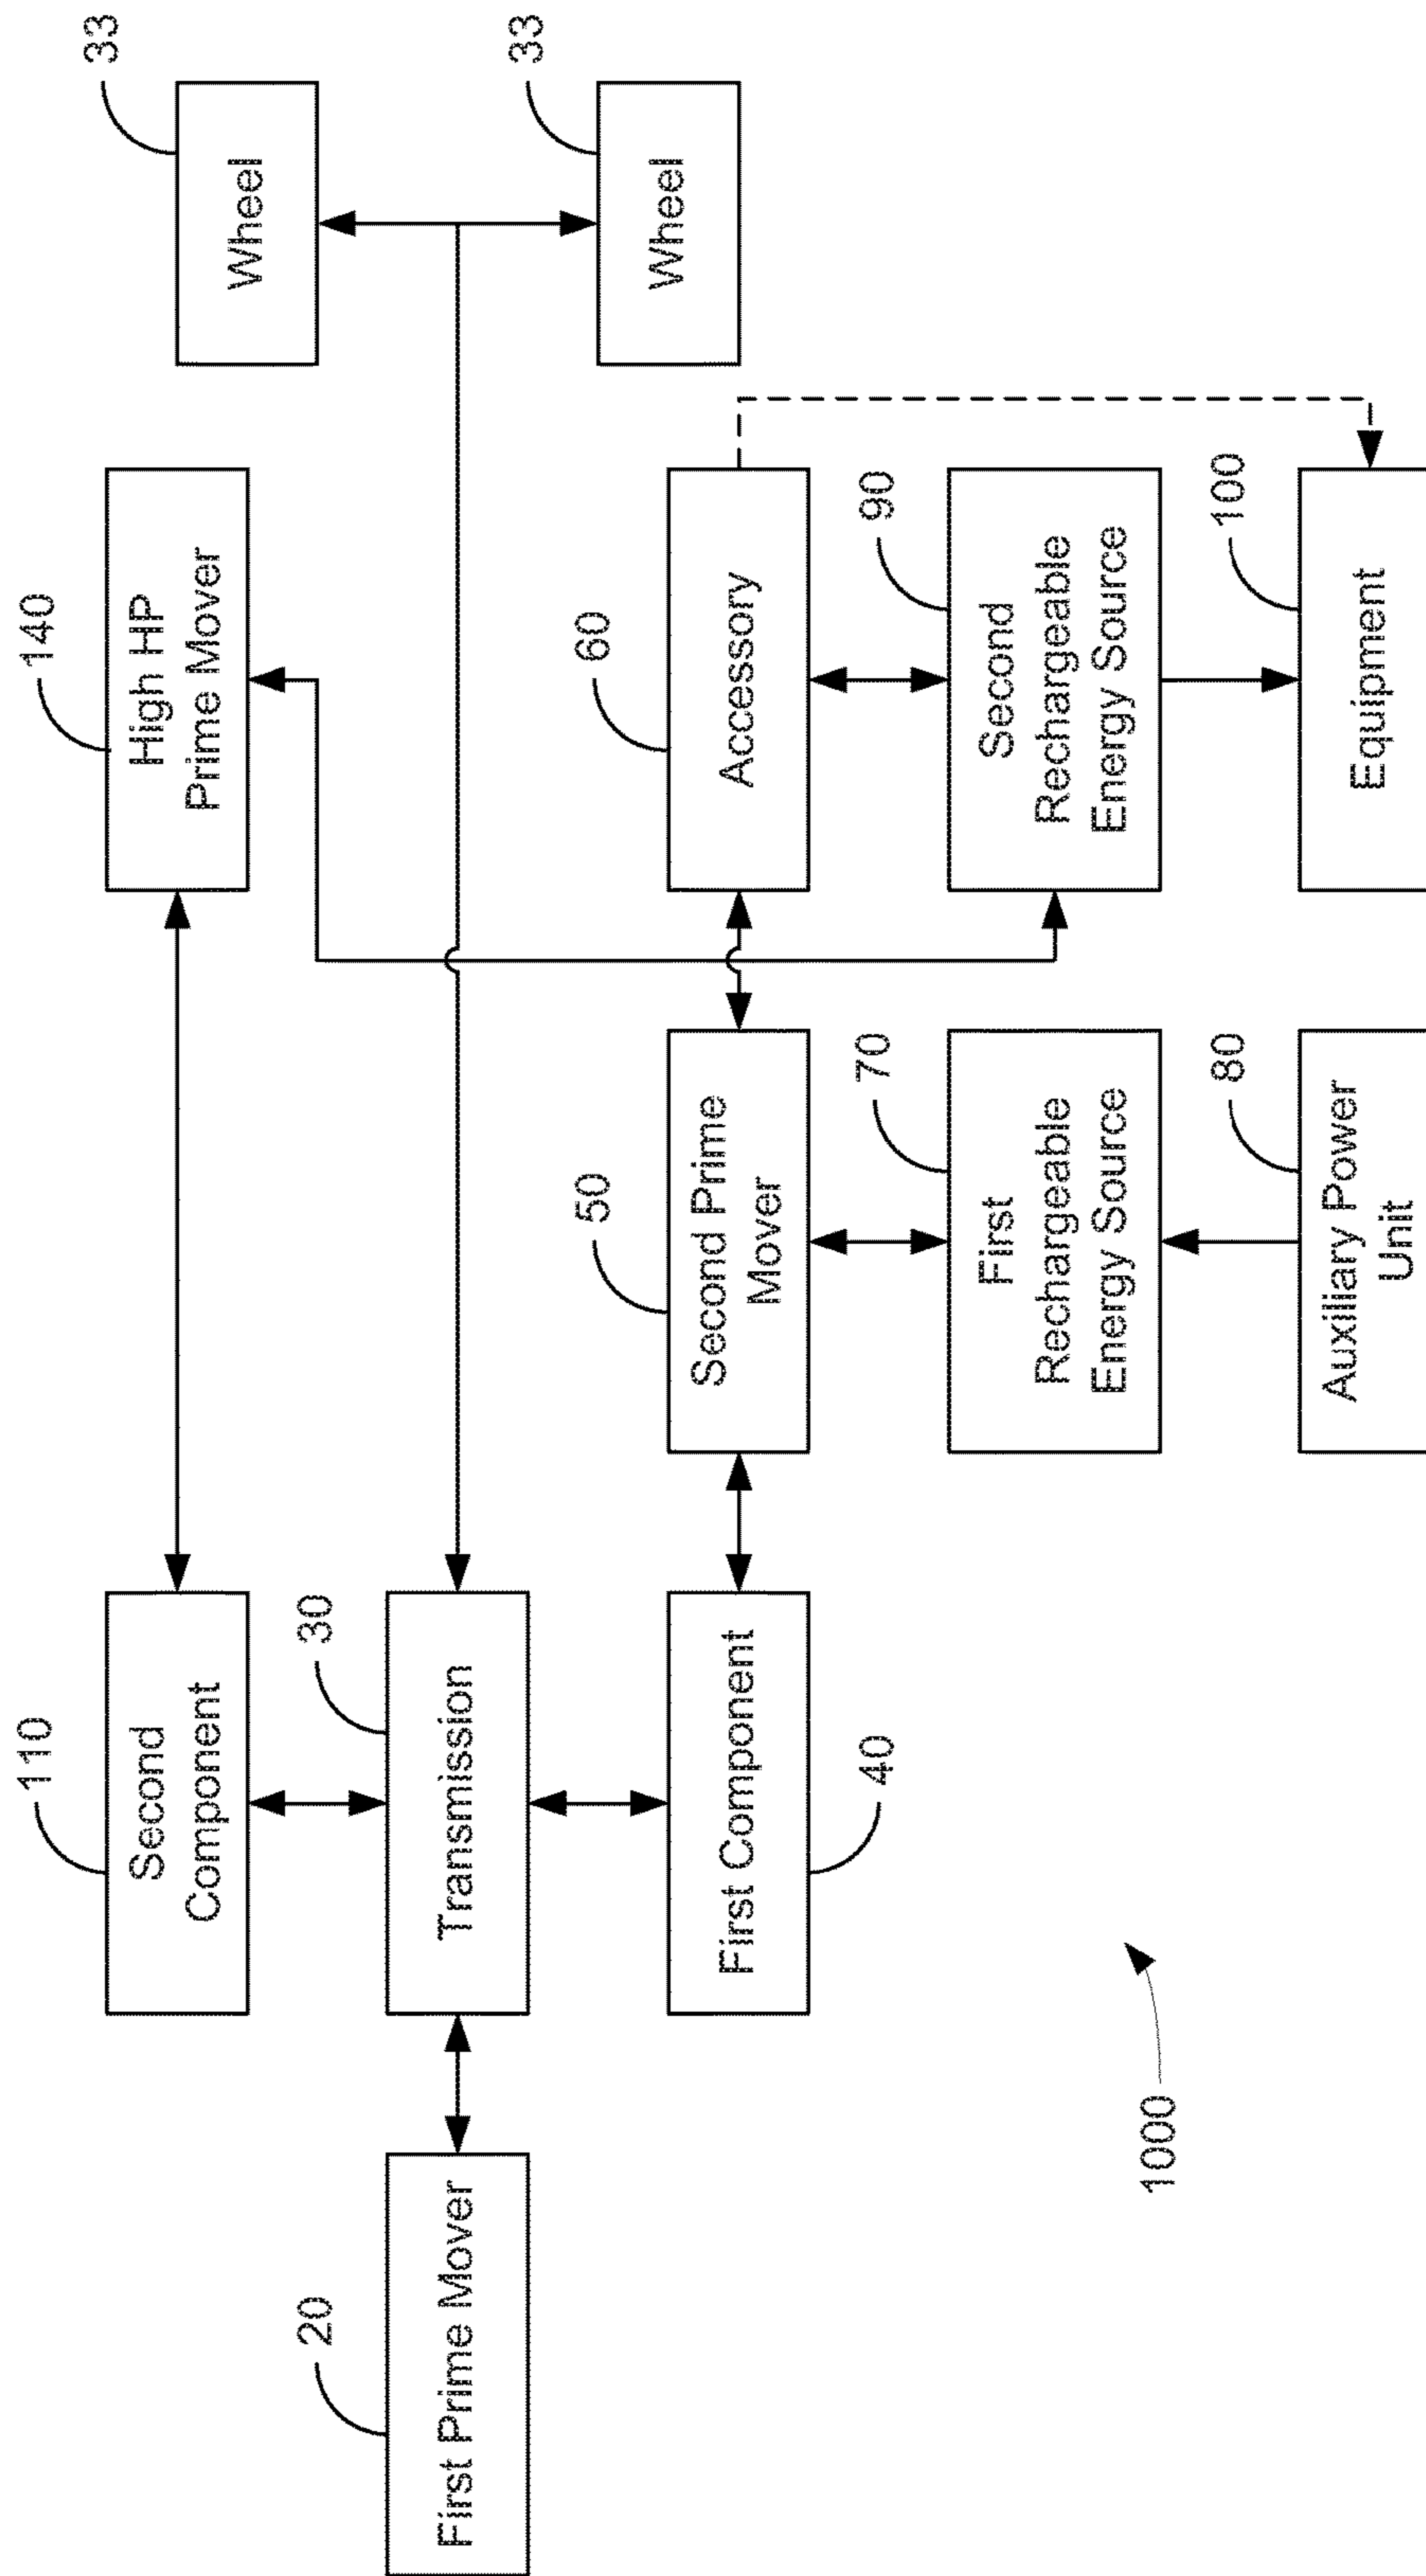 110
Second
Component
140
High HP
Prime Mover
33
Wheel
20
First Prime Mover
30
Transmission
33
Wheel
First Component
40
50
Second Prime
Mover
60
Accessory
70
First
Rechargeable
Energy Source
90
Second
Rechargeable
Energy Source
80
Auxiliary Power
Unit
100
Equipment
1000